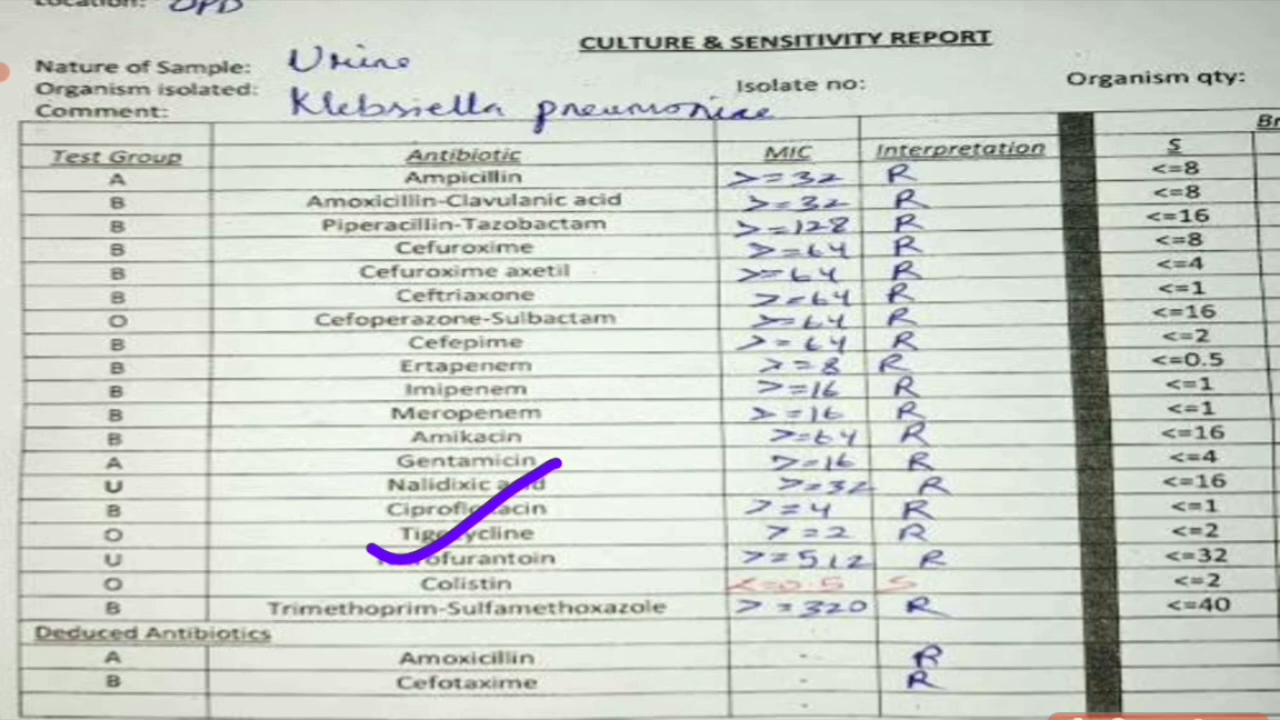 Location: OPD
CULTURE & SENSITIVITY REPORT
Nature of Sample: Urine
Isolate no:
Organism qty:
Organism isolated: Klebsiella pneumoniae
Comment:
Test Group Antibiotic MIC Interpretation S
A Ampicillin >=32 R <=8
B Amoxicillin-Clavulanic acid >=32 R <=8
B Piperacillin-Tazobactam >=128 R <=16
B Cefuroxime >=64 R <=8
B Cefuroxime axetil >=64 R <=4
B Ceftriaxone >=64 R <=1
O Cefoperazone-Sulbactam >=64 R <=16
B Cefepime >=64 R <=2
B Ertapenem >=8 R <=0.5
B Imipenem >=16 R <=1
B Meropenem >=16 R <=1
B Amikacin >=64 R <=16
A Gentamicin >=16 R <=4
U Nalidixic acid >=32 R <=16
B Ciprofloxacin >=4 R <=1
O Tigecycline >=2 R <=2
U Nitrofurantoin >=512 R <=32
O Colistin <=0.5 S <=2
B Trimethoprim-Sulfamethoxazole >=320 R <=40
Deduced Antibiotics
A Amoxicillin - R
B Cefotaxime - R